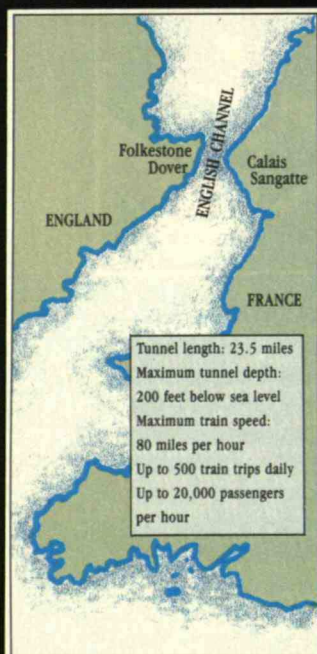 ENGLISH CHANNEL
Folkestone
Dover
Calais
Sangatte
ENGLAND
FRANCE
Tunnel length: 23.5 miles
Maximum tunnel depth:
200 feet below sea level
Maximum train speed:
80 miles per hour
Up to 500 train trips daily
Up to 20,000 passengers
per hour